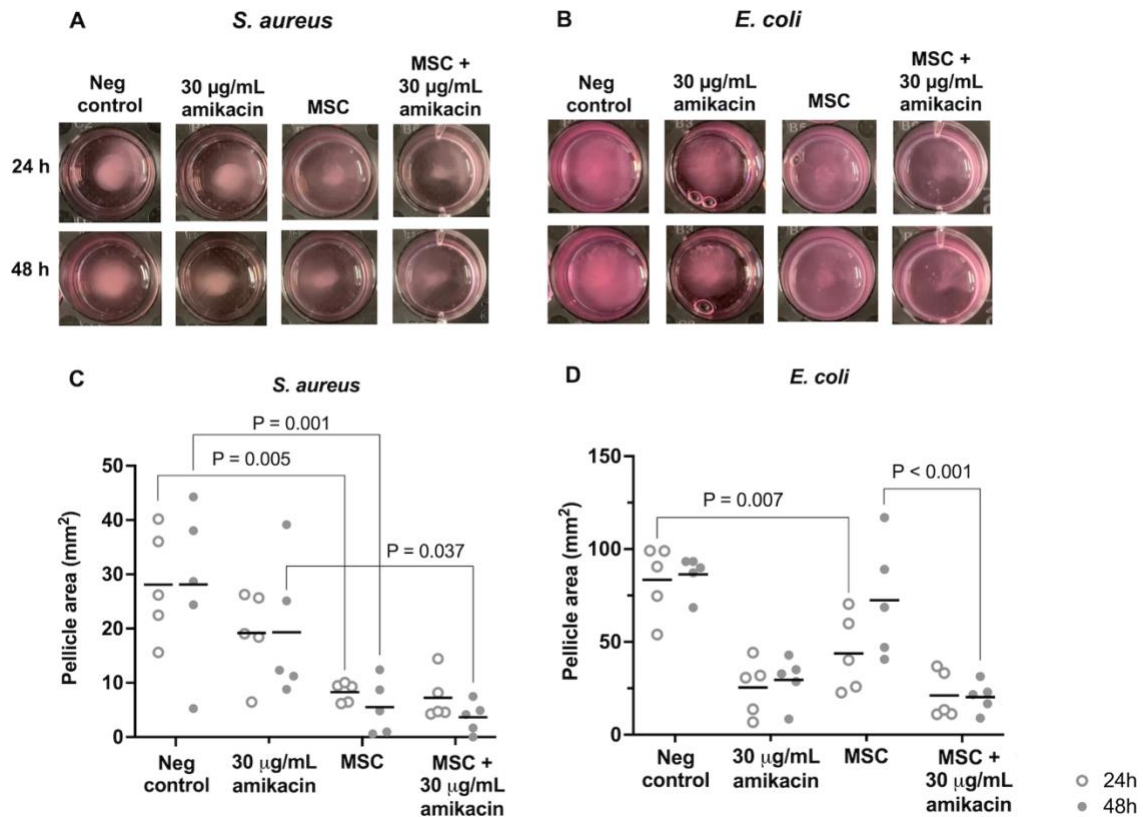 A
S. aureus
B
E. coli
Neg
control
30 µg/mL
amikacin
MSC
MSC +
30 µg/mL
amikacin
Neg
control
30 µg/mL
amikacin
MSC
MSC +
30 µg/mL
amikacin
24 h
48 h
B3
B5
B3
C
S. aureus
P = 0.001
P = 0.005
P = 0.037
Pellicle area (mm²)
50
40
30
20
10
0
Neg
control
30 µg/mL
amikacin
MSC
MSC +
30 µg/mL
amikacin
D
E. coli
P = 0.007
P < 0.001
Pellicle area (mm²)
150
100
50
0
Neg
control
30 µg/mL
amikacin
MSC
MSC +
30 µg/mL
amikacin
24h
48h